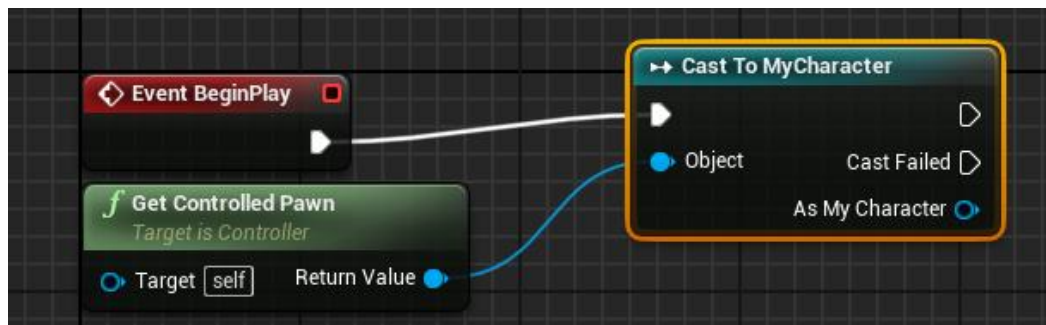 Event BeginPlay
Get Controlled Pawn
Target is Controller
Target self Return Value
Cast To MyCharacter
Object Cast Failed
As My Character